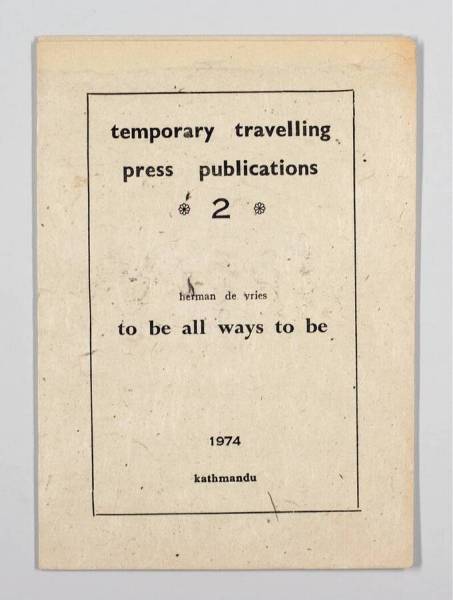 temporary travelling
press publications
❊ 2 ❊
herman de vries
to be all ways to be
1974
kathmandu